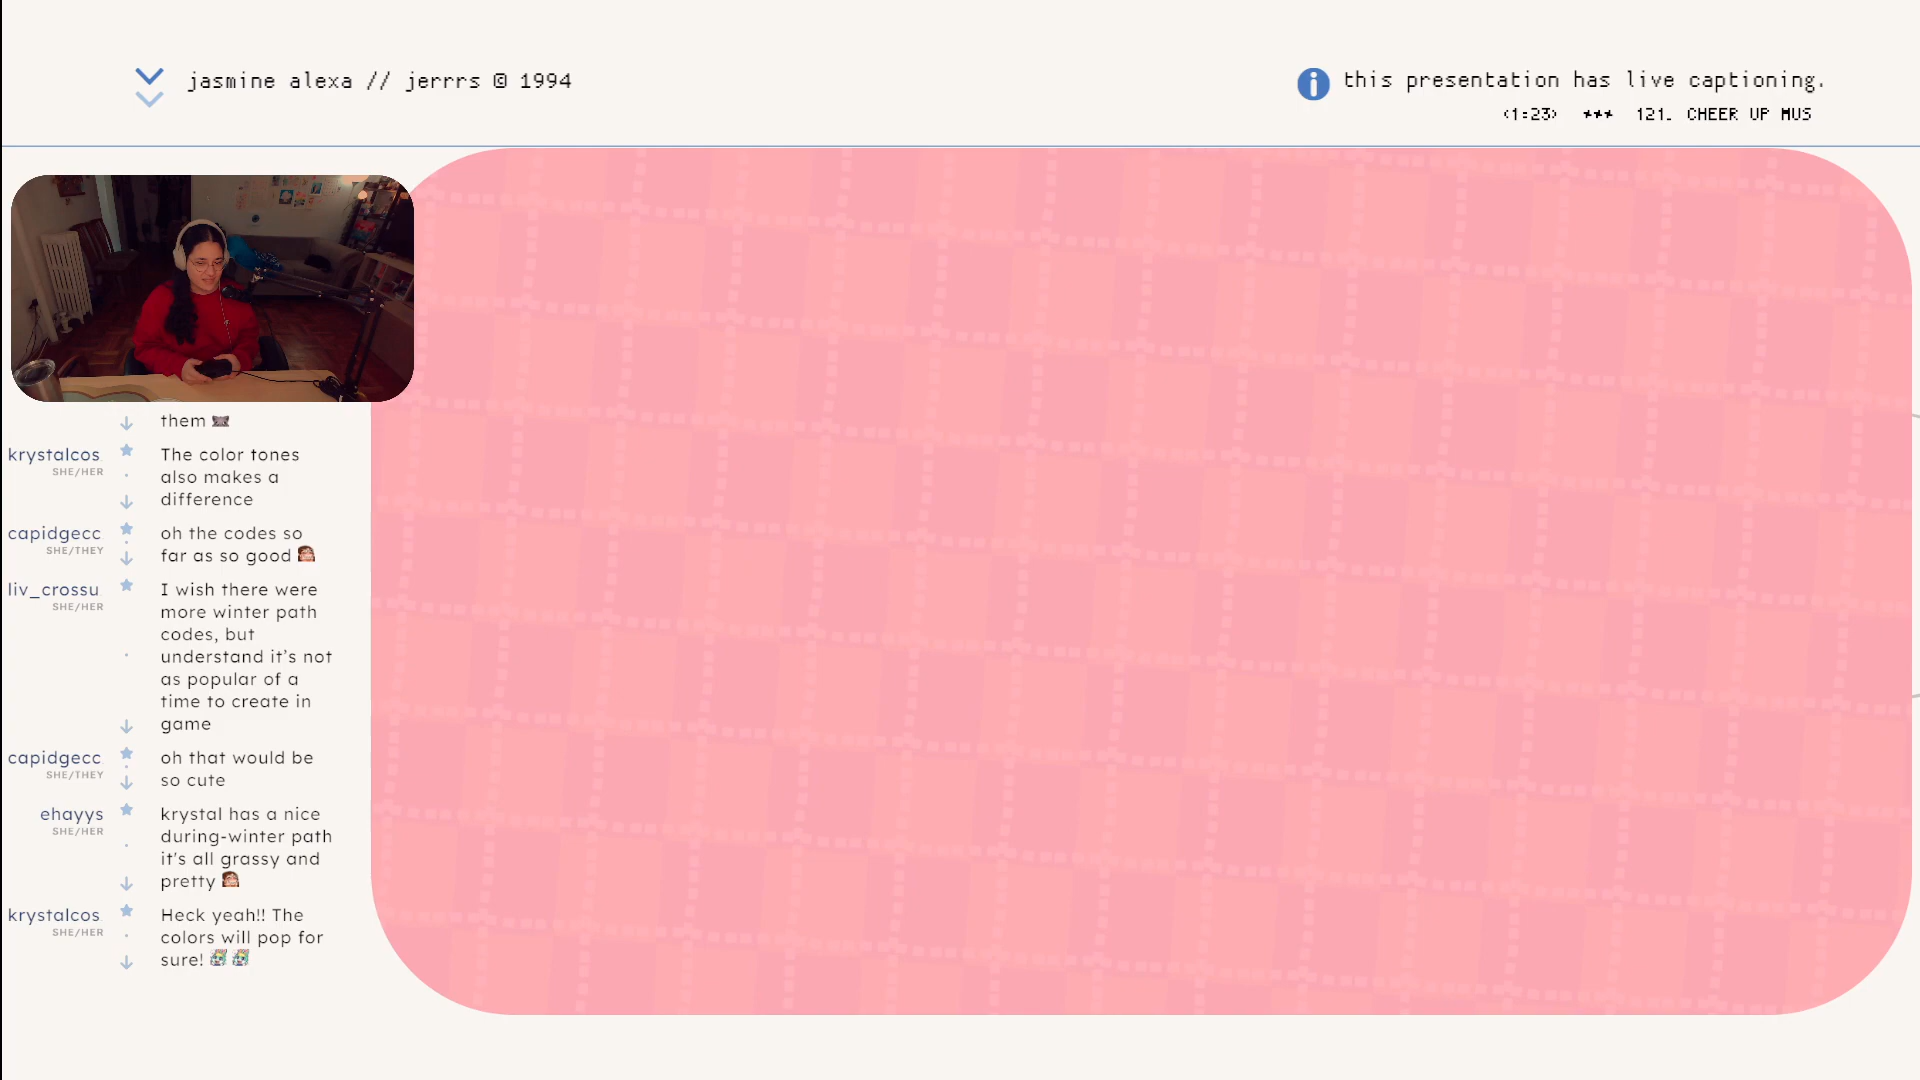 jasmine alexa // jerrrs © 1994
this presentation has live captioning.
<1:23> *** 121. CHEER UP MUS
them
krystalcos
SHE/HER
The color tones
also makes a
difference
capidgecc
SHE/THEY
oh the codes so
far as so good
liv_crossu
SHE/HER
I wish there were
more winter path
codes, but
understand it's not
as popular of a
time to create in
game
capidgecc
SHE/THEY
oh that would be
so cute
ehayys
SHE/HER
krystal has a nice
during-winter path
it's all grassy and
pretty
krystalcos
SHE/HER
Heck yeah!! The
colors will pop for
sure!